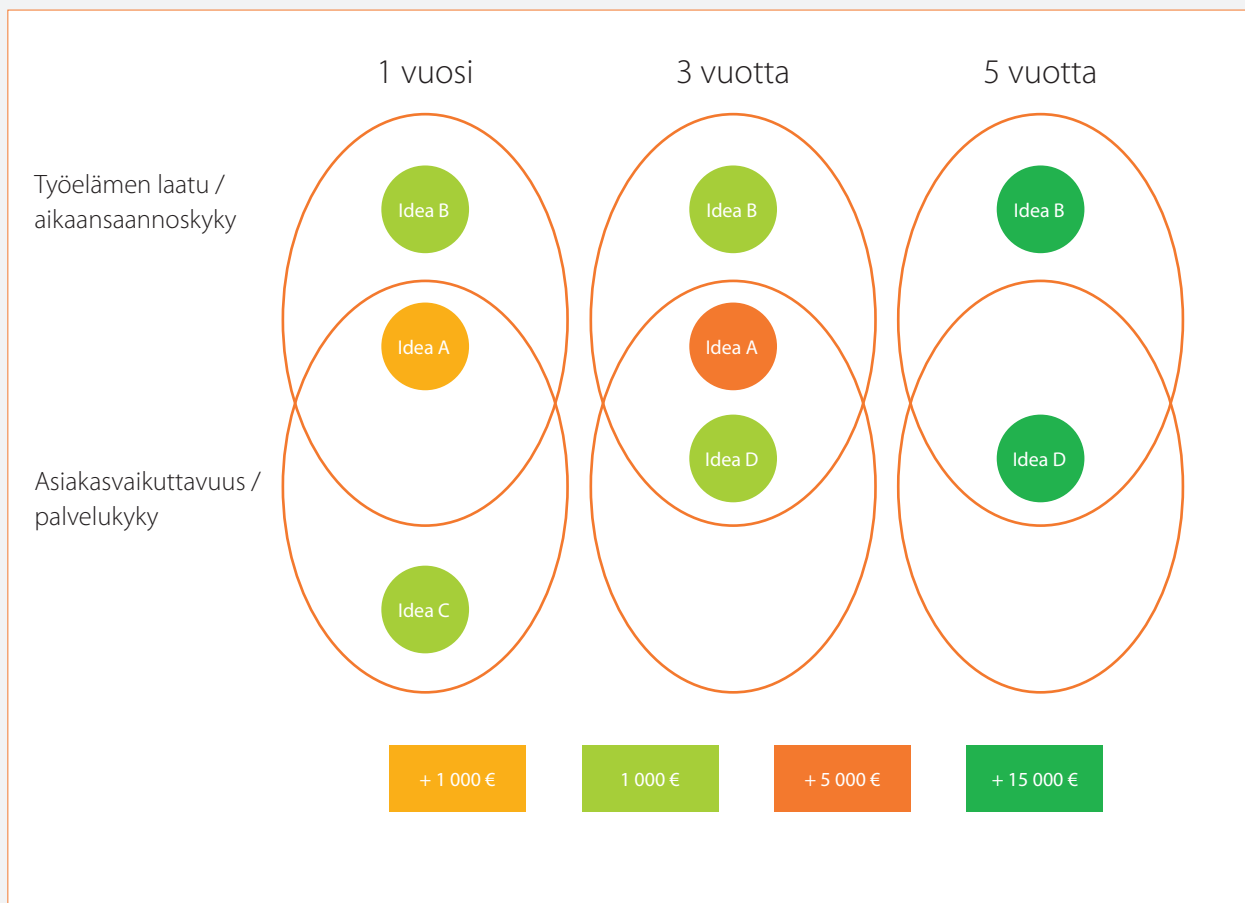 1 vuosi
3 vuotta
5 vuotta
Työelämen laatu /
aikaansaannoskyky
Idea B
Idea B
Idea B
Idea A
Idea A
Asiakasvaikuttavuus /
palvelukyky
Idea D
Idea D
Idea C
+ 1 000 €
1 000 €
+ 5 000 €
+ 15 000 €